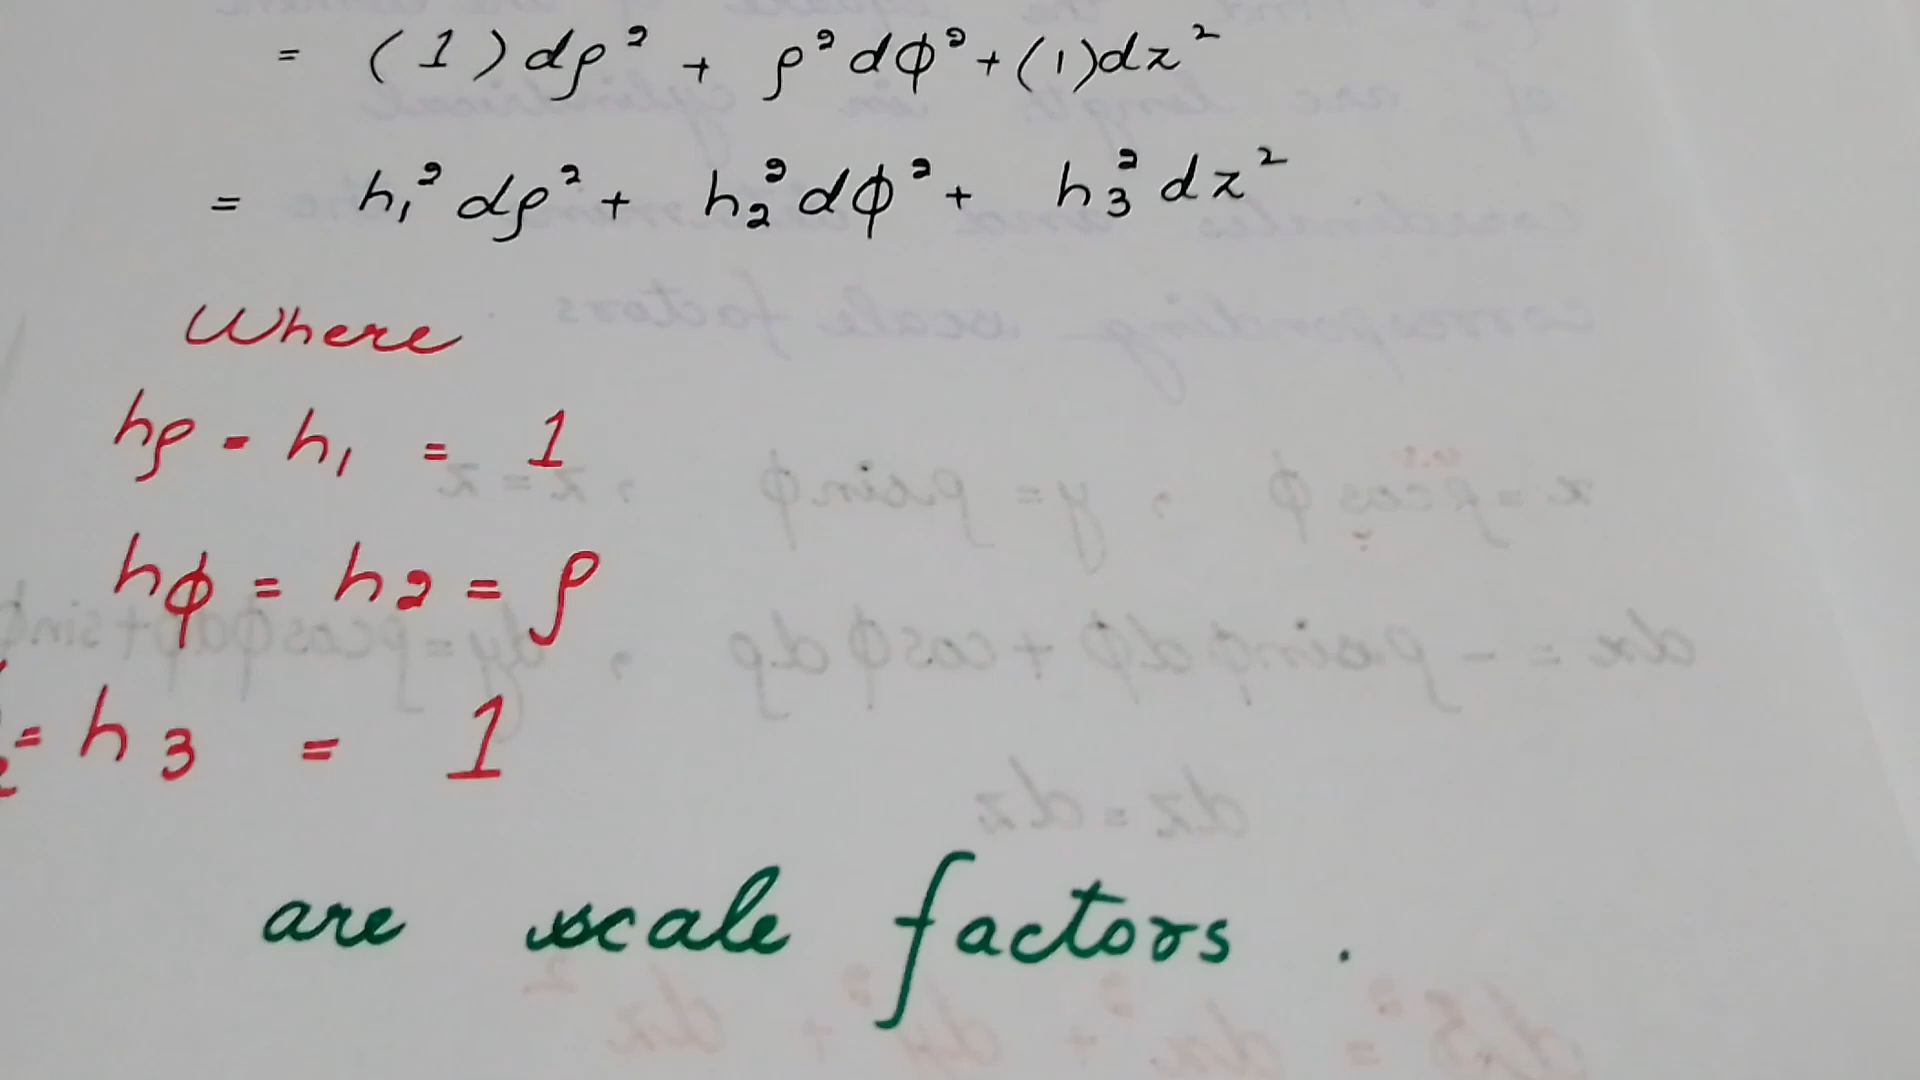 = (1) dρ² + ρ² dϕ² + (1) dz²
= h₁² dρ² + h₂² dϕ² + h₃² dz²
Where
hρ = h₁ = 1
hϕ = h₂ = ρ
= h₃ = 1
are scale factors .